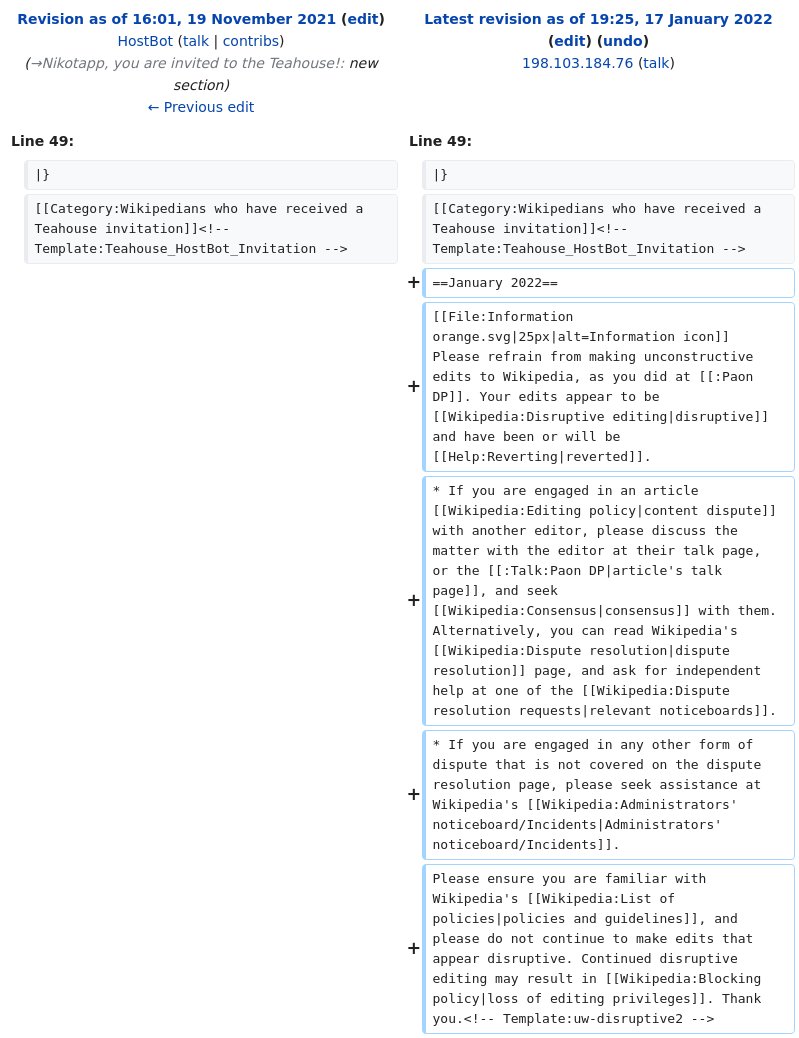 Revision as of 16:01, 19 November 2021 (edit)
HostBot (talk | contribs)
(→Nikotapp, you are invited to the Teahouse!: new
section)
← Previous edit
Latest revision as of 19:25, 17 January 2022
(edit) (undo)
198.103.184.76 (talk)
Line 49:
Line 49:
|}
|}
[[Category:Wikipedians who have received a
Teahouse invitation]]<!--
Template:Teahouse_HostBot_Invitation -->
[[Category:Wikipedians who have received a
Teahouse invitation]]<!--
Template:Teahouse_HostBot_Invitation -->
+ ==January 2022==
[[File:Information
orange.svg|25px|alt=Information icon]]
Please refrain from making unconstructive
+ edits to Wikipedia, as you did at [[:Paon
DP]]. Your edits appear to be
[[Wikipedia:Disruptive editing|disruptive]]
and have been or will be
[[Help:Reverting|reverted]].
* If you are engaged in an article
[[Wikipedia:Editing policy|content dispute]]
with another editor, please discuss the
matter with the editor at their talk page,
or the [[:Talk:Paon DP|article's talk
page]], and seek
+ [[Wikipedia:Consensus|consensus]] with them.
Alternatively, you can read Wikipedia's
[[Wikipedia:Dispute resolution|dispute
resolution]] page, and ask for independent
help at one of the [[Wikipedia:Dispute
resolution requests|relevant noticeboards]].
* If you are engaged in any other form of
dispute that is not covered on the dispute
resolution page, please seek assistance at
+ Wikipedia's [[Wikipedia:Administrators'
noticeboard/Incidents|Administrators'
noticeboard/Incidents]].
Please ensure you are familiar with
Wikipedia's [[Wikipedia:List of
policies|policies and guidelines]], and
+ please do not continue to make edits that
appear disruptive. Continued disruptive
editing may result in [[Wikipedia:Blocking
policy|loss of editing privileges]]. Thank
you.<!-- Template:uw-disruptive2 -->